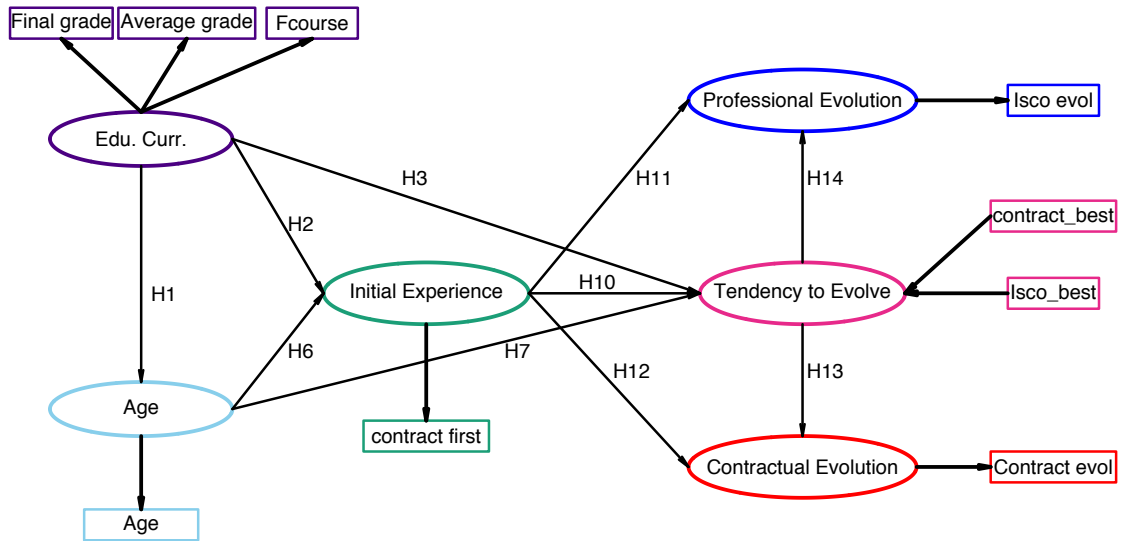 Final grade
Average grade
Fcourse
Professional Evolution
Isco evol
Edu. Curr.
H3
H11
H14
H2
contract_best
H1
Initial Experience
H10
Tendency to Evolve
Isco_best
H6
H7
H12
H13
Age
contract first
Contractual Evolution
Contract evol
Age